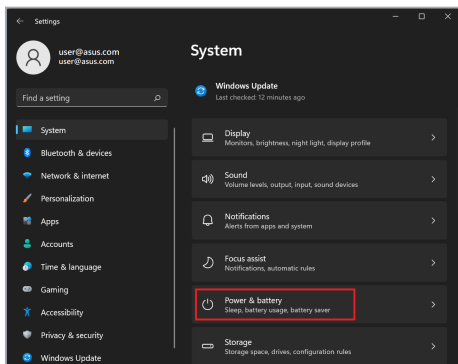 Settings
user@asus.com
user@asus.com
Find a setting
System
Bluetooth & devices
Network & internet
Personalization
Apps
Accounts
Time & language
Gaming
Accessibility
Privacy & security
Windows Update
System
Windows Update
Last checked: 12 minutes ago
Display
Monitors, brightness, night light, display profile
Sound
Volume levels, output, input, sound devices
Notifications
Alerts from apps and system
Focus assist
Notifications, automatic rules
Power & battery
Sleep, battery usage, battery saver
Storage
Storage space, drives, configuration rules